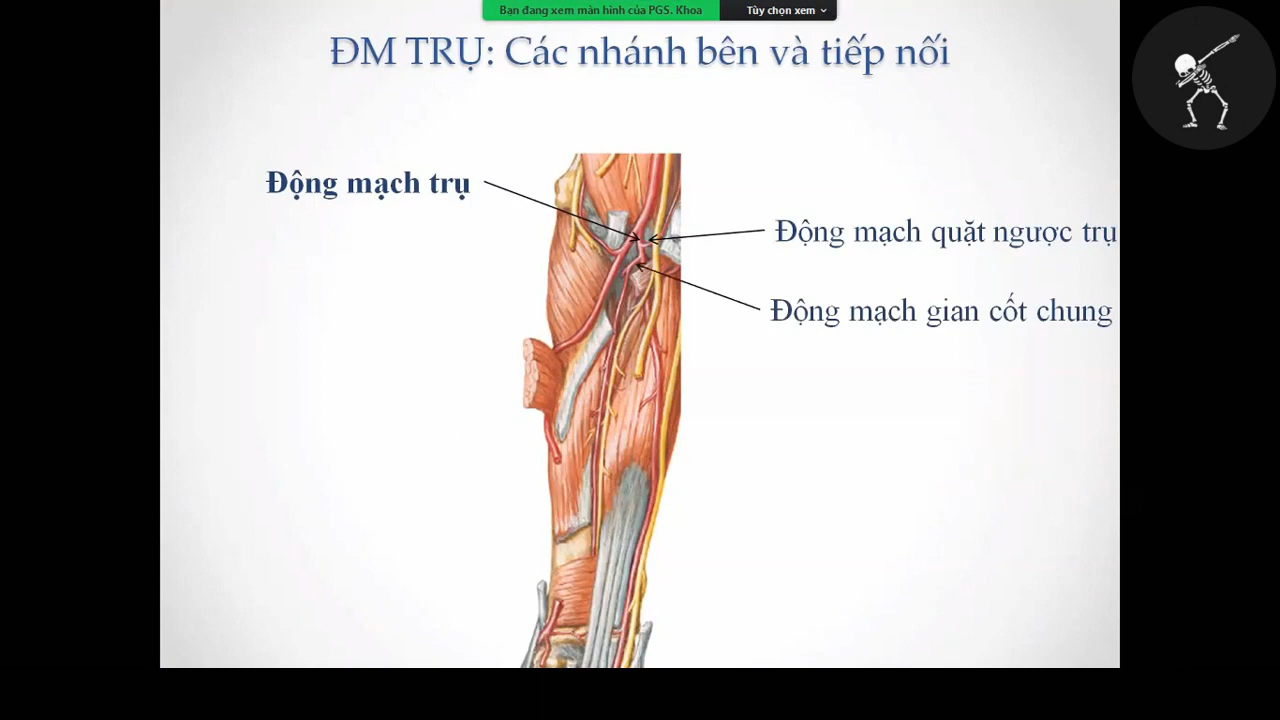 Bạn đang xem màn hình của PGS. Khoa
Tùy chọn xem
ĐM TRỤ: Các nhánh bên và tiếp nối
Động mạch trụ
Động mạch quặt ngược trụ
Động mạch gian cốt chung